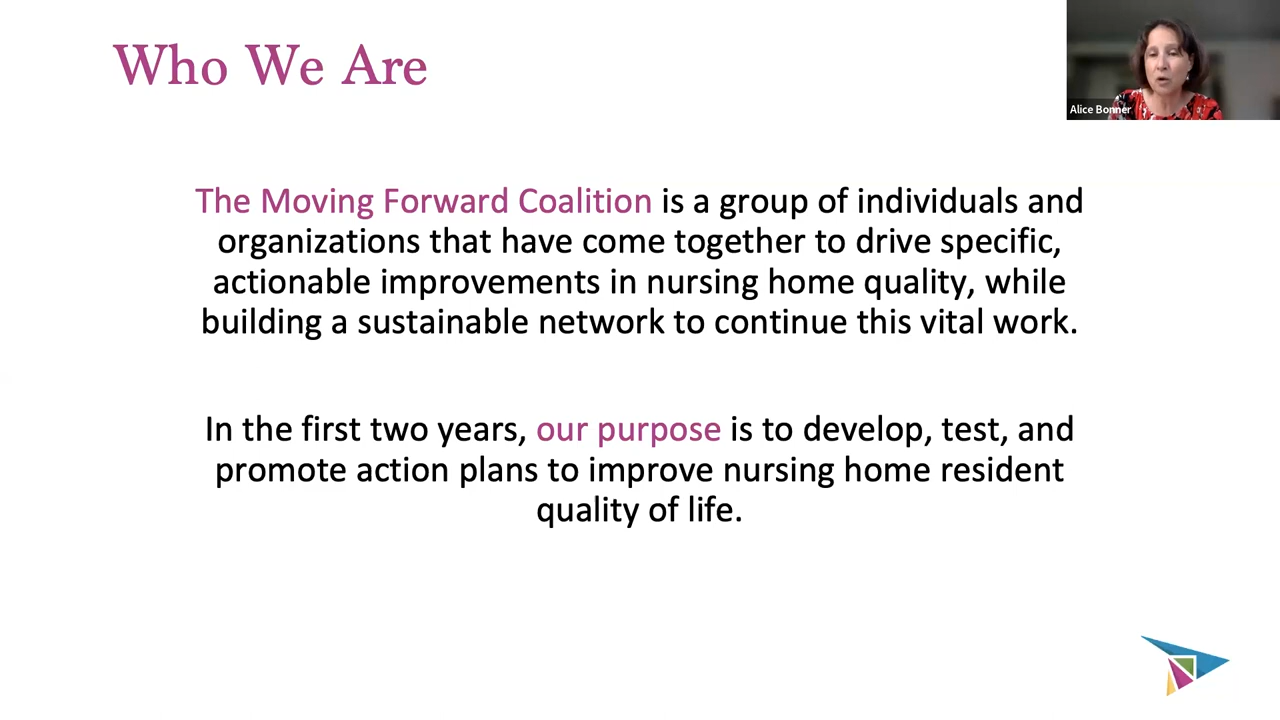 Who We Are
Alice Bonner
The Moving Forward Coalition is a group of individuals and
organizations that have come together to drive specific,
actionable improvements in nursing home quality, while
building a sustainable network to continue this vital work.
In the first two years, our purpose is to develop, test, and
promote action plans to improve nursing home resident
quality of life.